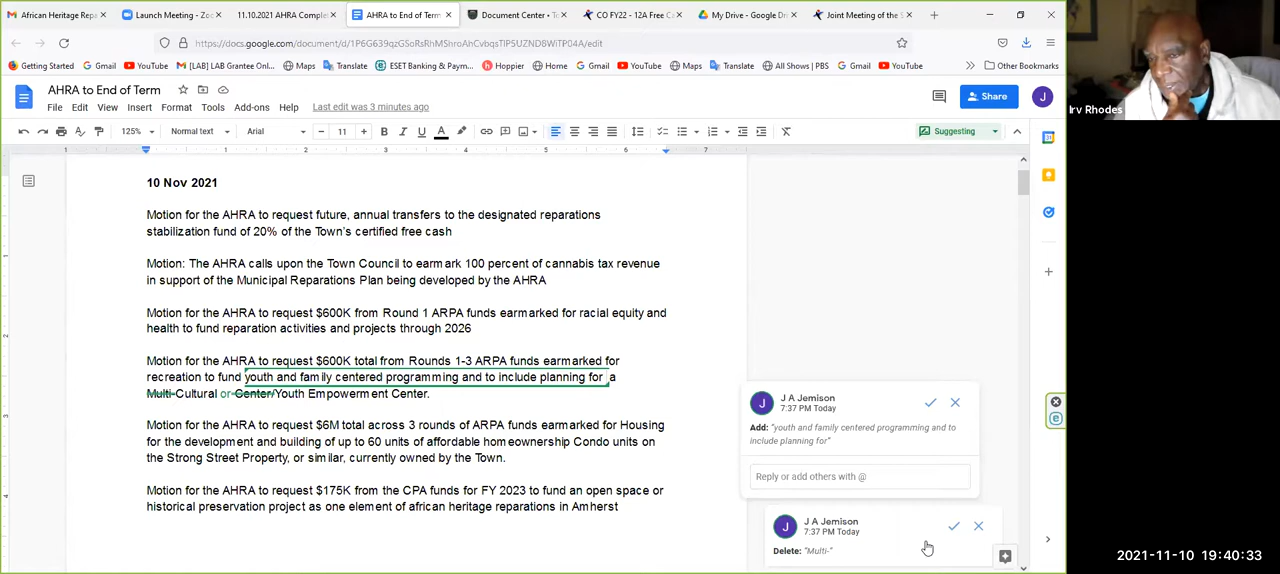 African Heritage Rep
Launch Meeting - Zoo
11.10.2021 AHRA Comple
AHRA to End of Term
Document Center • To
CO FY22 - 12A Free CA
My Drive - Google Dri
Joint Meeting of the S
https://docs.google.com/document/d/1P6G639qzGSoRsRhMShroAhCvbqsTlP5UZND8WiTP04A/edit
Getting Started
Gmail
YouTube
[LAB] LAB Grantee Onl...
Maps
Translate
ESET Banking & Paym...
Hoppier
Home
Gmail
YouTube
Maps
Translate
All Shows | PBS
Gmail
YouTube
Other Bookmarks
AHRA to End of Term
File Edit View Insert Format Tools Add-ons Help Last edit was 3 minutes ago
Share
J
125% Normal text Arial 11 B I U A Suggesting
1 1 2 3 4 5 6 7
10 Nov 2021
Motion for the AHRA to request future, annual transfers to the designated reparations
stabilization fund of 20% of the Town's certified free cash
Motion: The AHRA calls upon the Town Council to earmark 100 percent of cannabis tax revenue
in support of the Municipal Reparations Plan being developed by the AHRA
Motion for the AHRA to request $600K from Round 1 ARPA funds earmarked for racial equity and
health to fund reparation activities and projects through 2026
Motion for the AHRA to request $600K total from Rounds 1-3 ARPA funds earmarked for
recreation to fund youth and family centered programming and to include planning for a
Multi-Cultural or Center/Youth Empowerment Center.
Motion for the AHRA to request $6M total across 3 rounds of ARPA funds earmarked for Housing
for the development and building of up to 60 units of affordable homeownership Condo units on
the Strong Street Property, or similar, currently owned by the Town.
Motion for the AHRA to request $175K from the CPA funds for FY 2023 to fund an open space or
historical preservation project as one element of african heritage reparations in Amherst
J
J A Jemison
7:37 PM Today
Add: "youth and family centered programming and to
include planning for"
Reply or add others with @
J
J A Jemison
7:37 PM Today
Delete: "Multi-"
Irv Rhodes
2021-11-10 19:40:33